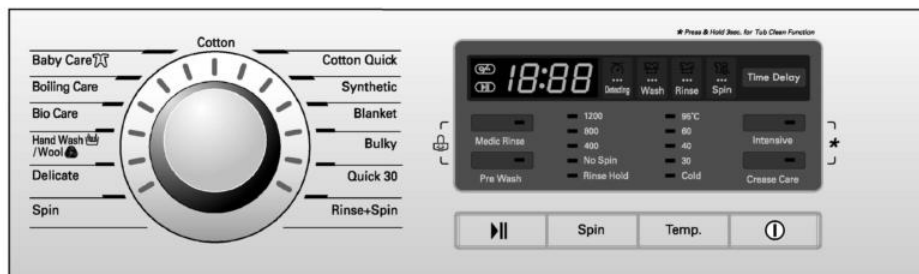 * Press & Hold 3sec. for Tub Clean Function
Cotton
Baby Care
Boiling Care
Bio Care
Hand Wash
/Wool
Delicate
Spin
Cotton Quick
Synthetic
Blanket
Bulky
Quick 30
Rinse+Spin
18:88
Detecting
Wash
Rinse
Spin
Time Delay
Medic Rinse
Pre Wash
1200
800
400
No Spin
Rinse Hold
95°C
60
40
30
Cold
Intensive
Crease Care
*
Spin
Temp.